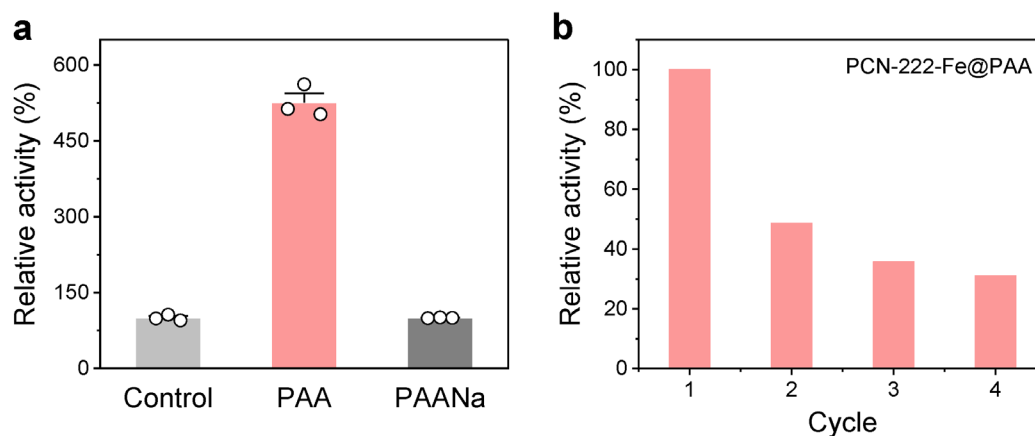 a
Relative activity (%)
600
450
300
150
0
Control PAA PAANa
b
PCN-222-Fe@PAA
Relative activity (%)
100
80
60
40
20
0
1 2 3 4
Cycle